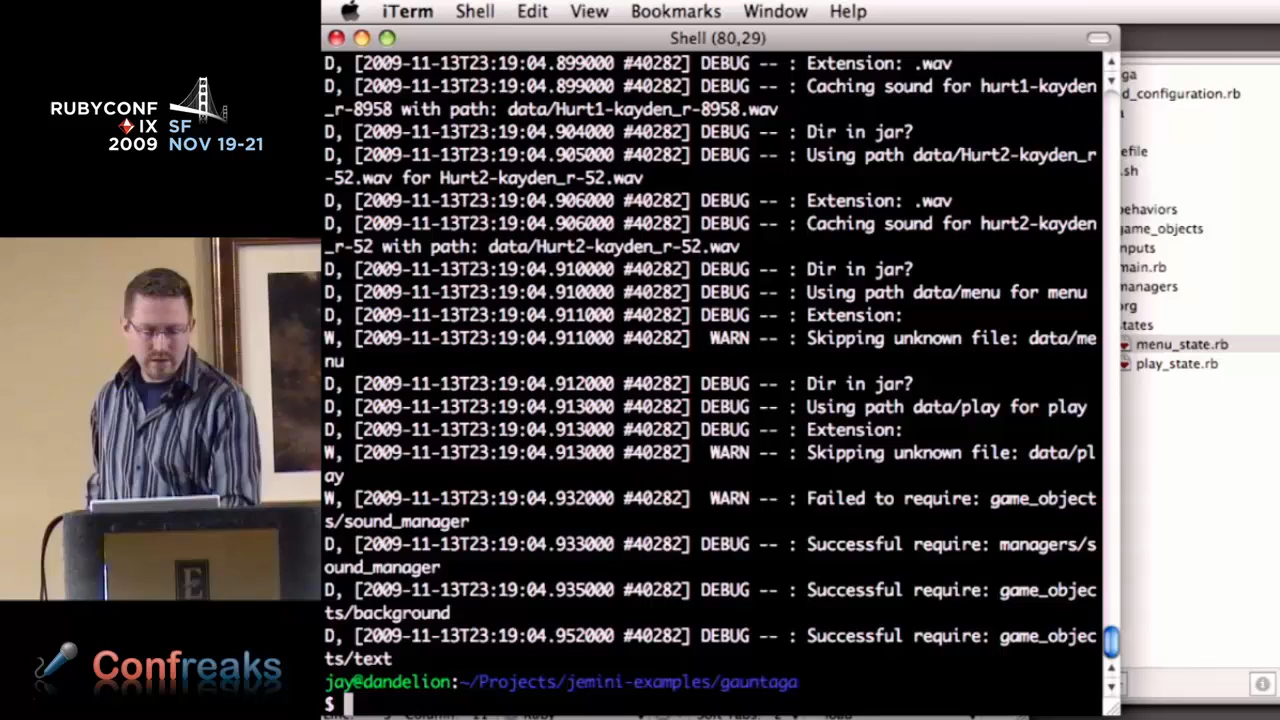 iTerm Shell Edit View Bookmarks Window Help
Shell (80,29)
D, [2009-11-13T23:19:04.899000 #40282] DEBUG -- : Extension: .wav
D, [2009-11-13T23:19:04.899000 #40282] DEBUG -- : Caching sound for hurt1-kayden
_r-8958 with path: data/Hurt1-kayden_r-8958.wav
D, [2009-11-13T23:19:04.904000 #40282] DEBUG -- : Dir in jar?
D, [2009-11-13T23:19:04.905000 #40282] DEBUG -- : Using path data/Hurt2-kayden_r
-52.wav for Hurt2-kayden_r-52.wav
D, [2009-11-13T23:19:04.906000 #40282] DEBUG -- : Extension: .wav
D, [2009-11-13T23:19:04.906000 #40282] DEBUG -- : Caching sound for hurt2-kayden
_r-52 with path: data/Hurt2-kayden_r-52.wav
D, [2009-11-13T23:19:04.910000 #40282] DEBUG -- : Dir in jar?
D, [2009-11-13T23:19:04.910000 #40282] DEBUG -- : Using path data/menu for menu
D, [2009-11-13T23:19:04.911000 #40282] DEBUG -- : Extension:
W, [2009-11-13T23:19:04.911000 #40282]  WARN -- : Skipping unknown file: data/me
nu
D, [2009-11-13T23:19:04.912000 #40282] DEBUG -- : Dir in jar?
D, [2009-11-13T23:19:04.913000 #40282] DEBUG -- : Using path data/play for play
D, [2009-11-13T23:19:04.913000 #40282] DEBUG -- : Extension:
W, [2009-11-13T23:19:04.913000 #40282]  WARN -- : Skipping unknown file: data/pl
ay
W, [2009-11-13T23:19:04.932000 #40282]  WARN -- : Failed to require: game_object
s/sound_manager
D, [2009-11-13T23:19:04.933000 #40282] DEBUG -- : Successful require: managers/s
ound_manager
D, [2009-11-13T23:19:04.935000 #40282] DEBUG -- : Successful require: game_objec
ts/background
D, [2009-11-13T23:19:04.952000 #40282] DEBUG -- : Successful require: game_objec
ts/text
jay@dandelion:~/Projects/jemini-examples/gauntaga
$
ga
d_configuration.rb
efile
.sh
behaviors
game_objects
nputs
main.rb
managers
org
states
menu_state.rb
play_state.rb
RUBYCONF
IX SF
2009 NOV 19-21
E
Confreaks